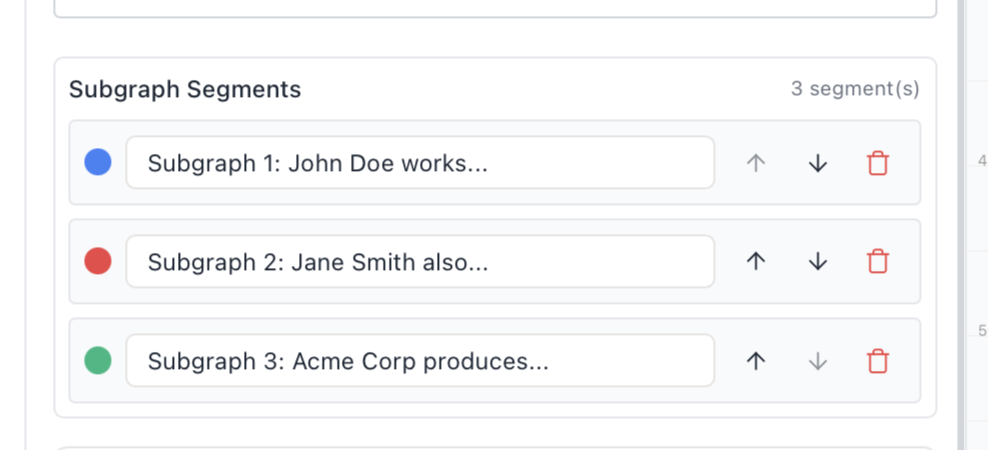 Subgraph Segments
3 segment(s)
Subgraph 1: John Doe works...
4
Subgraph 2: Jane Smith also...
5
Subgraph 3: Acme Corp produces...